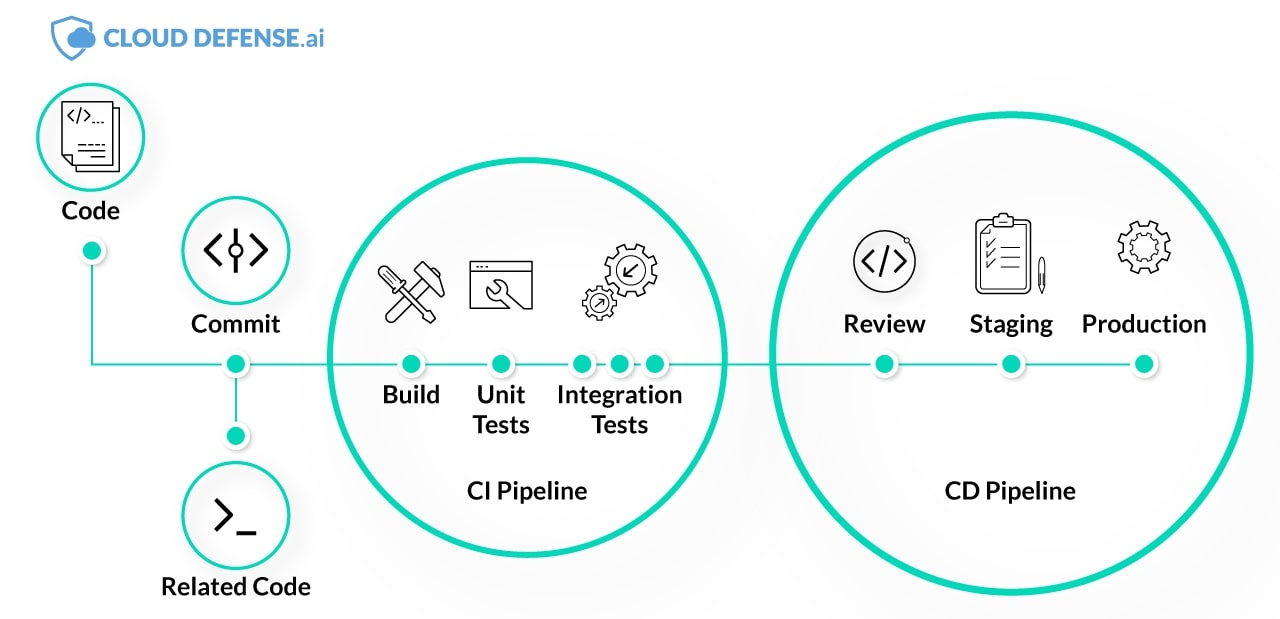 CLOUD DEFENSE.ai
</>...
Code
Commit
Related Code
Build
Unit
Tests
Integration
Tests
CI Pipeline
</>
Review
Staging
Production
CD Pipeline